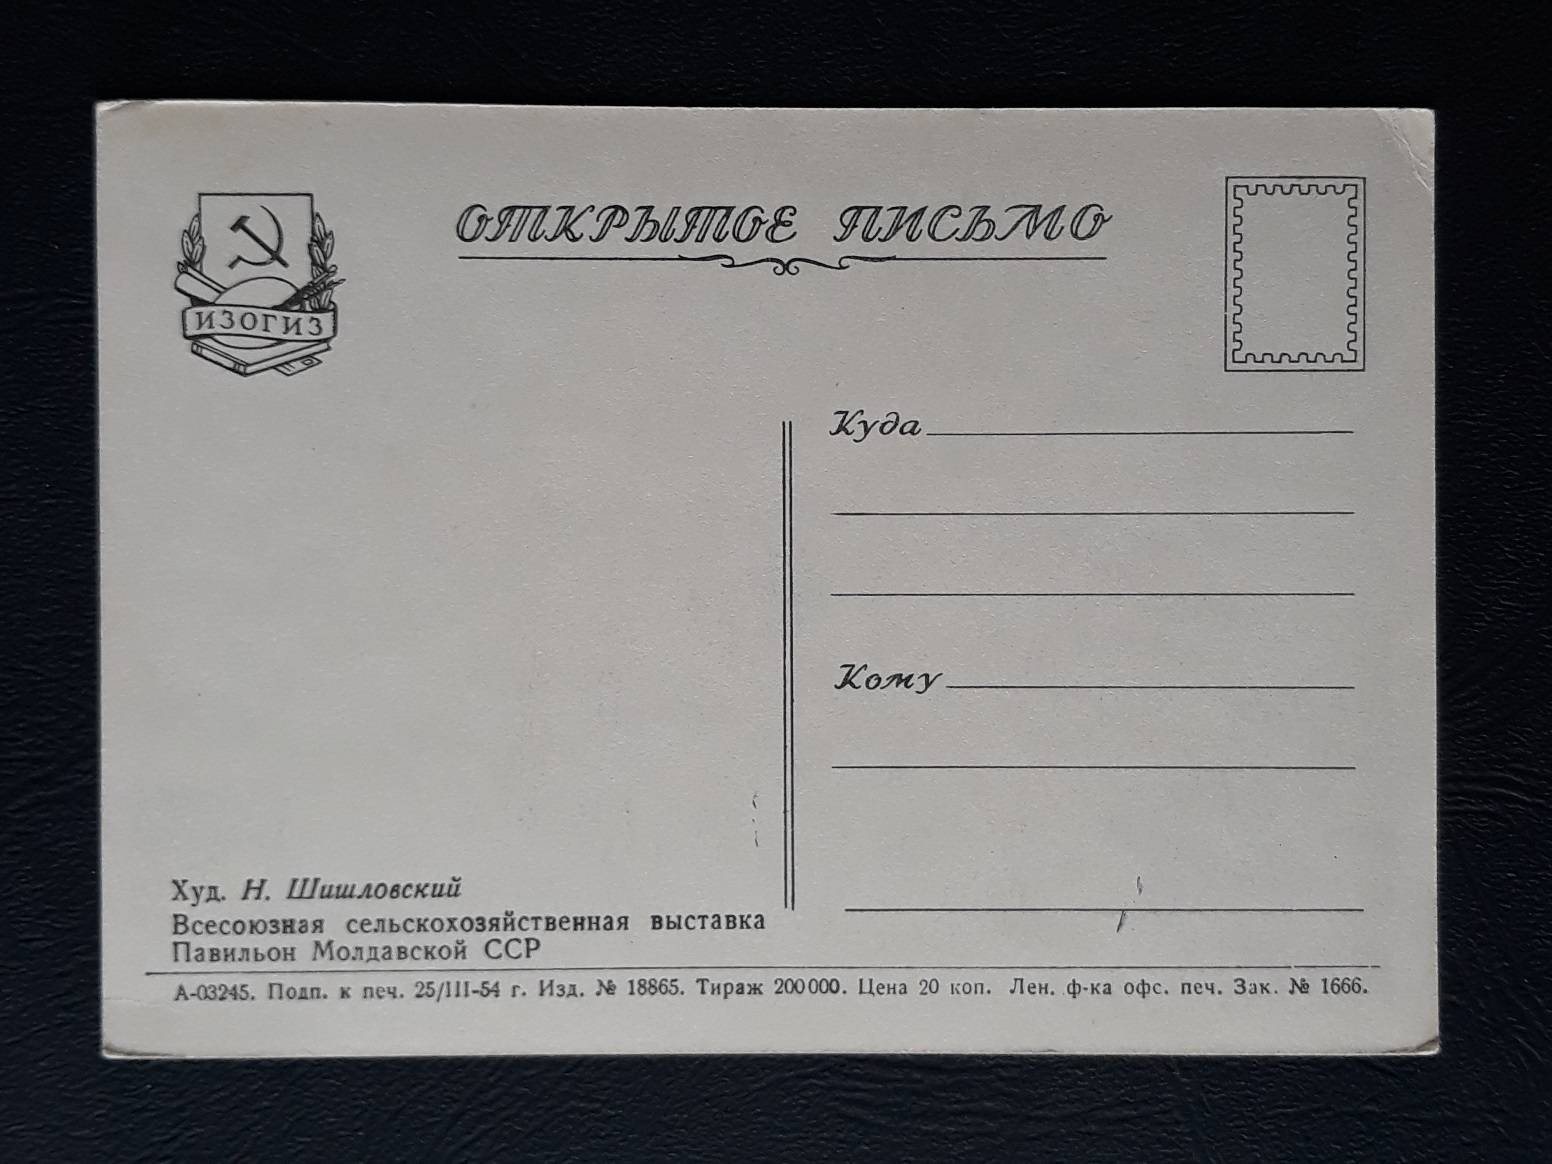 ИЗОГИЗ
ОТКРЫТОЕ ПИСЬМО
Куда
Кому
Худ. Н. Шишловский
Всесоюзная сельскохозяйственная выставка
Павильон Молдавской ССР
А-03245. Подп. к печ. 25/III-54 г. Изд. № 18865. Тираж 200000. Цена 20 коп. Лен. ф-ка офс. печ. Зак. № 1666.